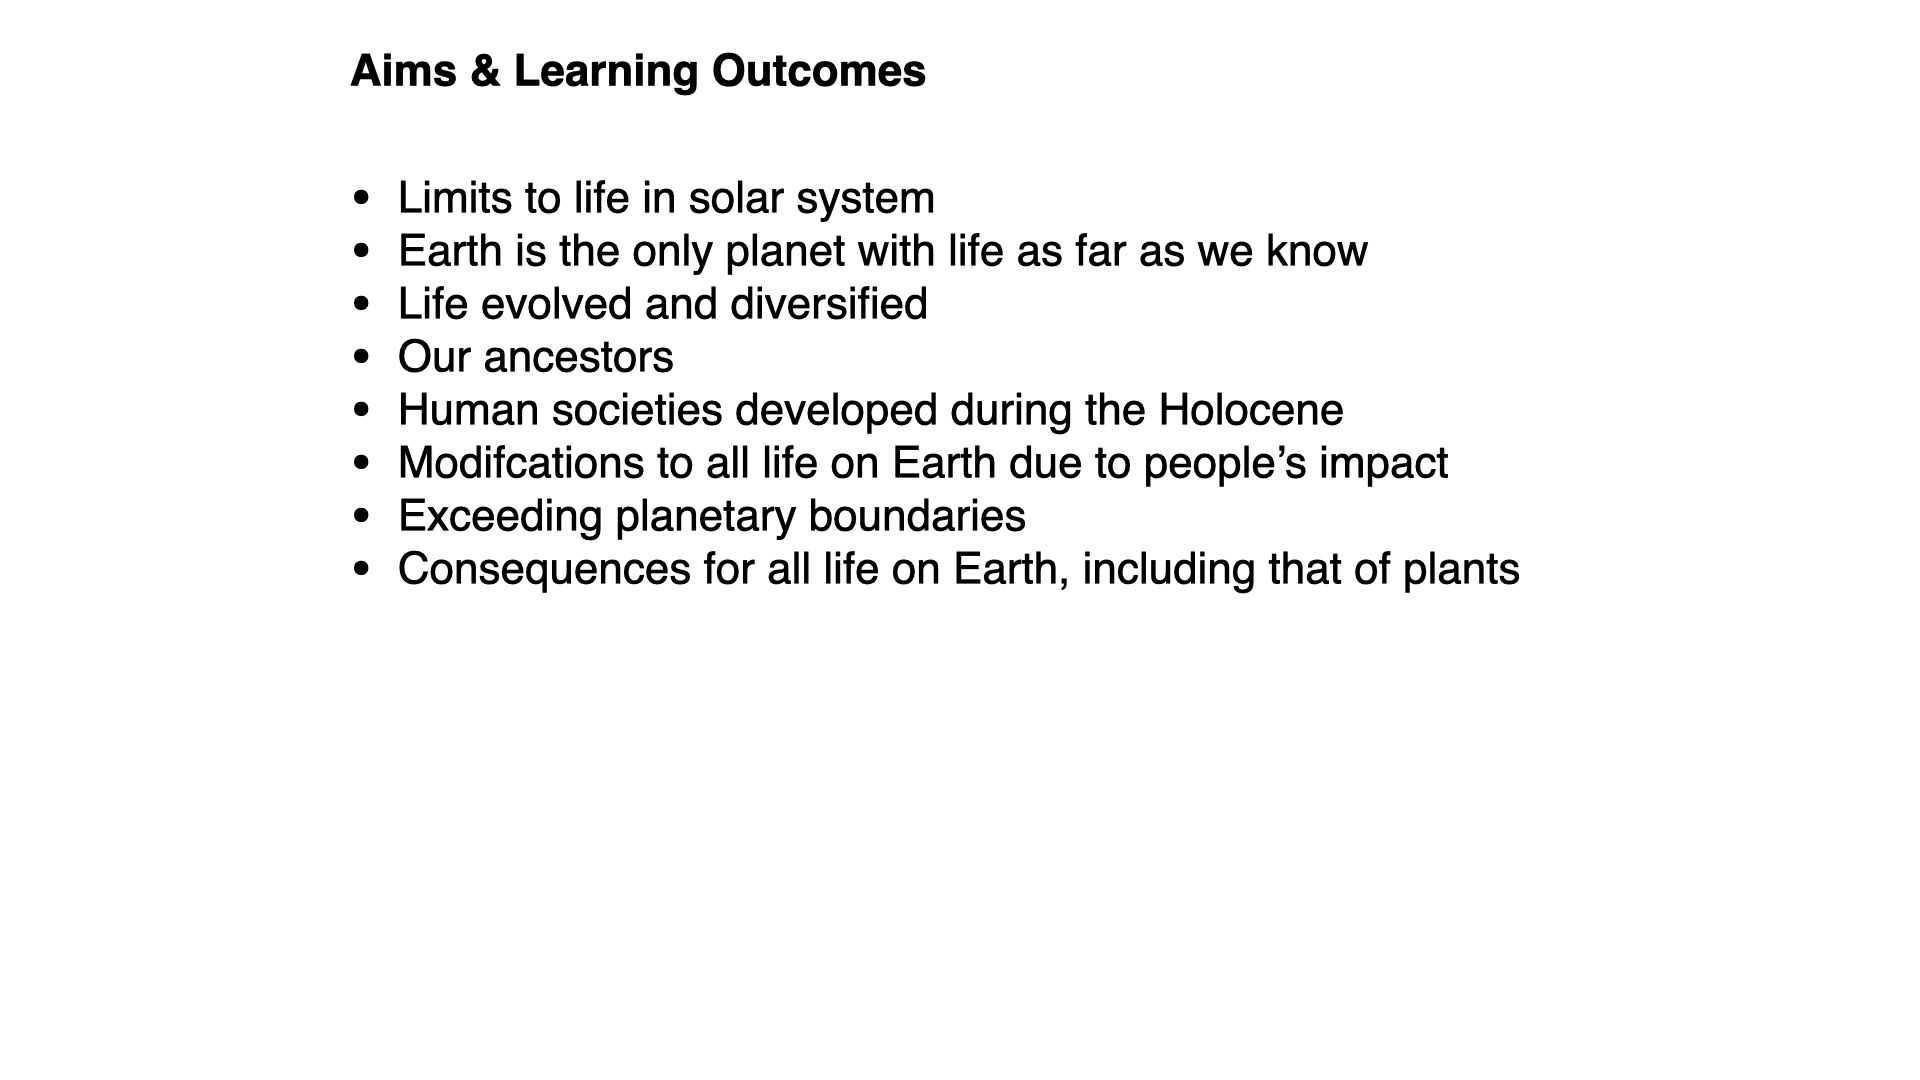 Aims & Learning Outcomes
• Limits to life in solar system
• Earth is the only planet with life as far as we know
• Life evolved and diversified
• Our ancestors
• Human societies developed during the Holocene
• Modifcations to all life on Earth due to people’s impact
• Exceeding planetary boundaries
• Consequences for all life on Earth, including that of plants